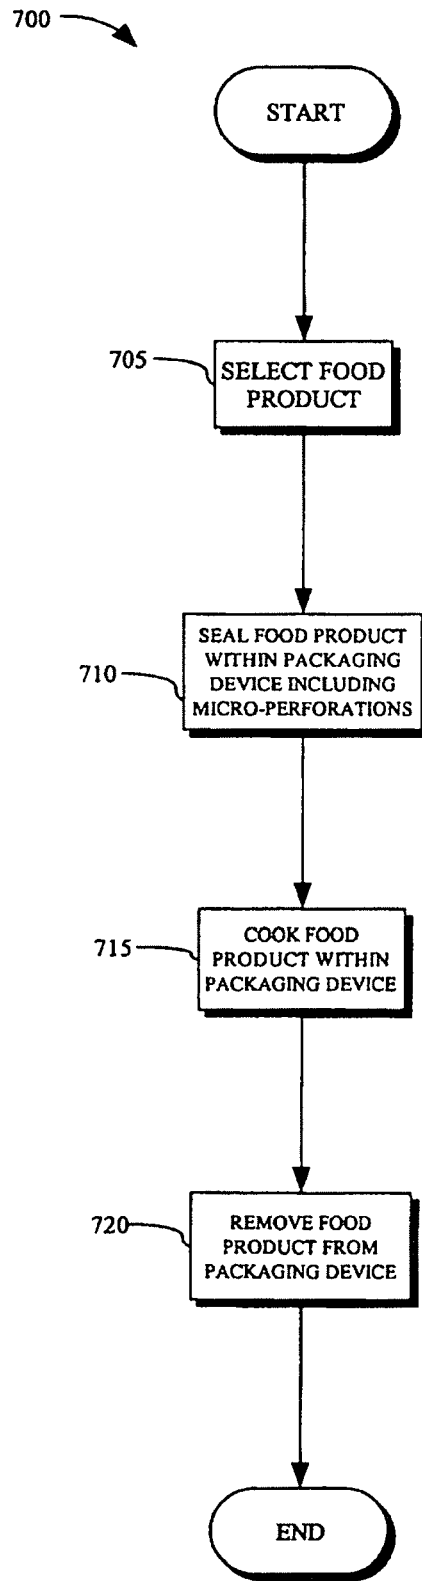 700
START
705
SELECT FOOD
PRODUCT
SEAL FOOD PRODUCT
WITHIN PACKAGING
710
DEVICE INCLUDING
MICRO-PERFORATIONS
COOK FOOD
715
PRODUCT WITHIN
PACKAGING DEVICE
REMOVE FOOD
720
PRODUCT FROM
PACKAGING DEVICE
END